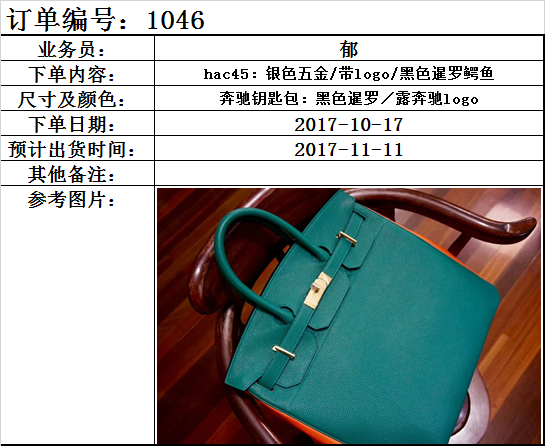 订单编号：1046
业务员： 郁
下单内容： hac45：银色五金/带logo/黑色暹罗鳄鱼
尺寸及颜色： 奔驰钥匙包：黑色暹罗／露奔驰logo
下单日期： 2017-10-17
预计出货时间： 2017-11-11
其他备注：
参考图片：